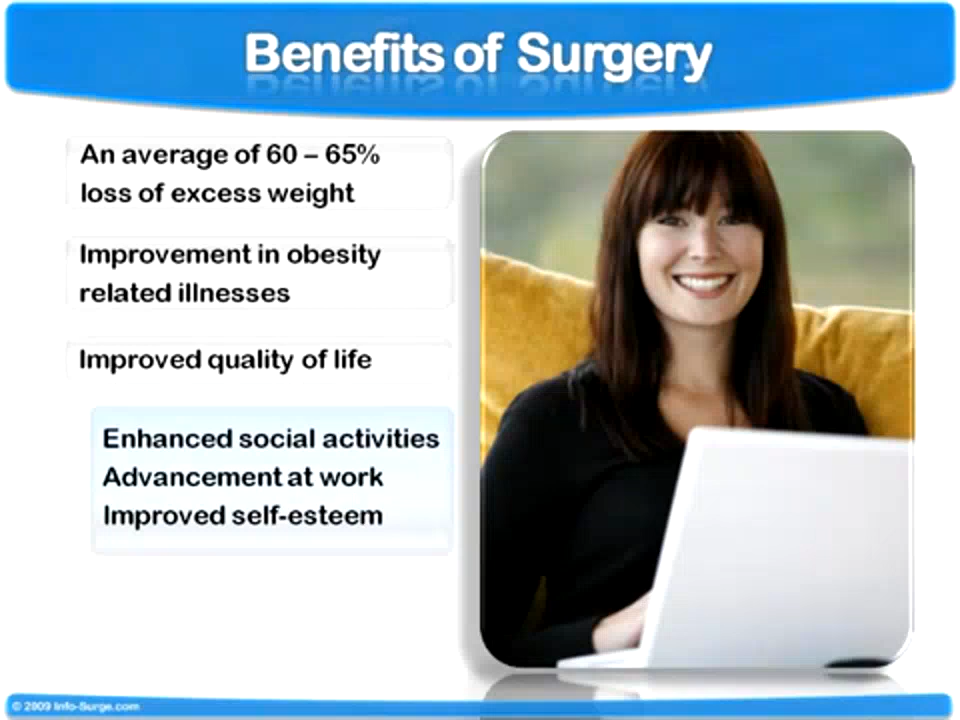 Benefits of Surgery
An average of 60 – 65%
loss of excess weight
Improvement in obesity
related illnesses
Improved quality of life
Enhanced social activities
Advancement at work
Improved self-esteem
© 2009 Info-Surge.com